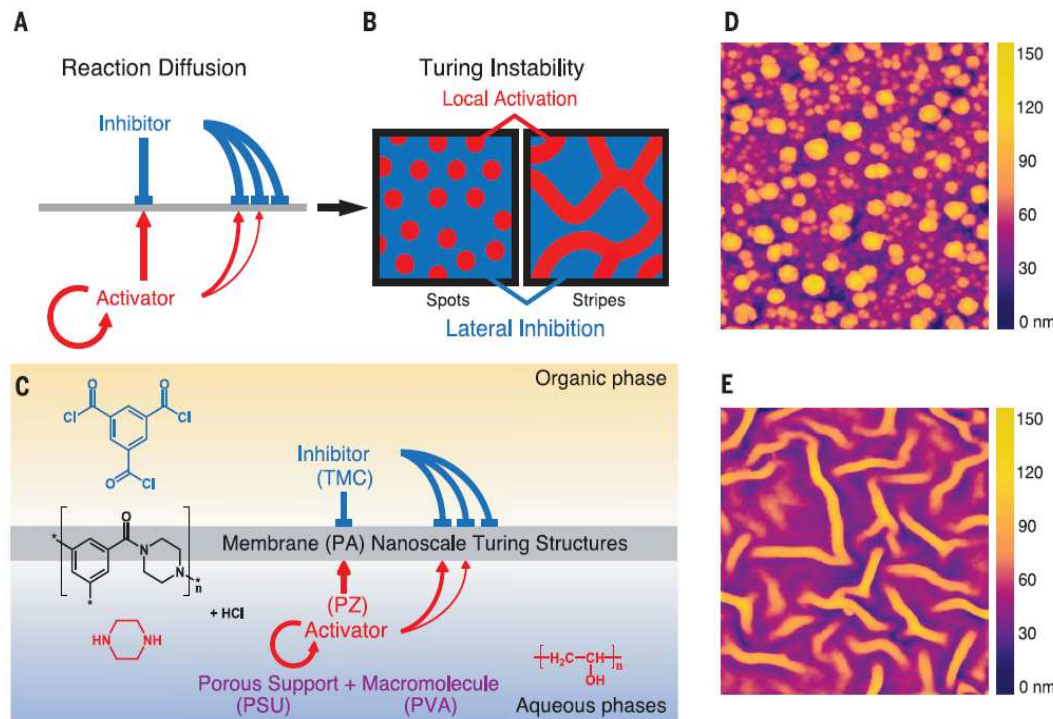 A
Reaction Diffusion
Inhibitor
Activator
B
Turing Instability
Local Activation
Spots
Stripes
Lateral Inhibition
C
Organic phase
O
O
Cl
Cl
O
Cl
Inhibitor
(TMC)
Membrane (PA) Nanoscale Turing Structures
*
O
N
N
*
n
*
+ HCl
HN
NH
(PZ)
Activator
Porous Support + Macromolecule
(PSU)
(PVA)
H₂C
CH
n
OH
Aqueous phases
D
150
120
90
60
30
0 nm
E
150
120
90
60
30
0 nm